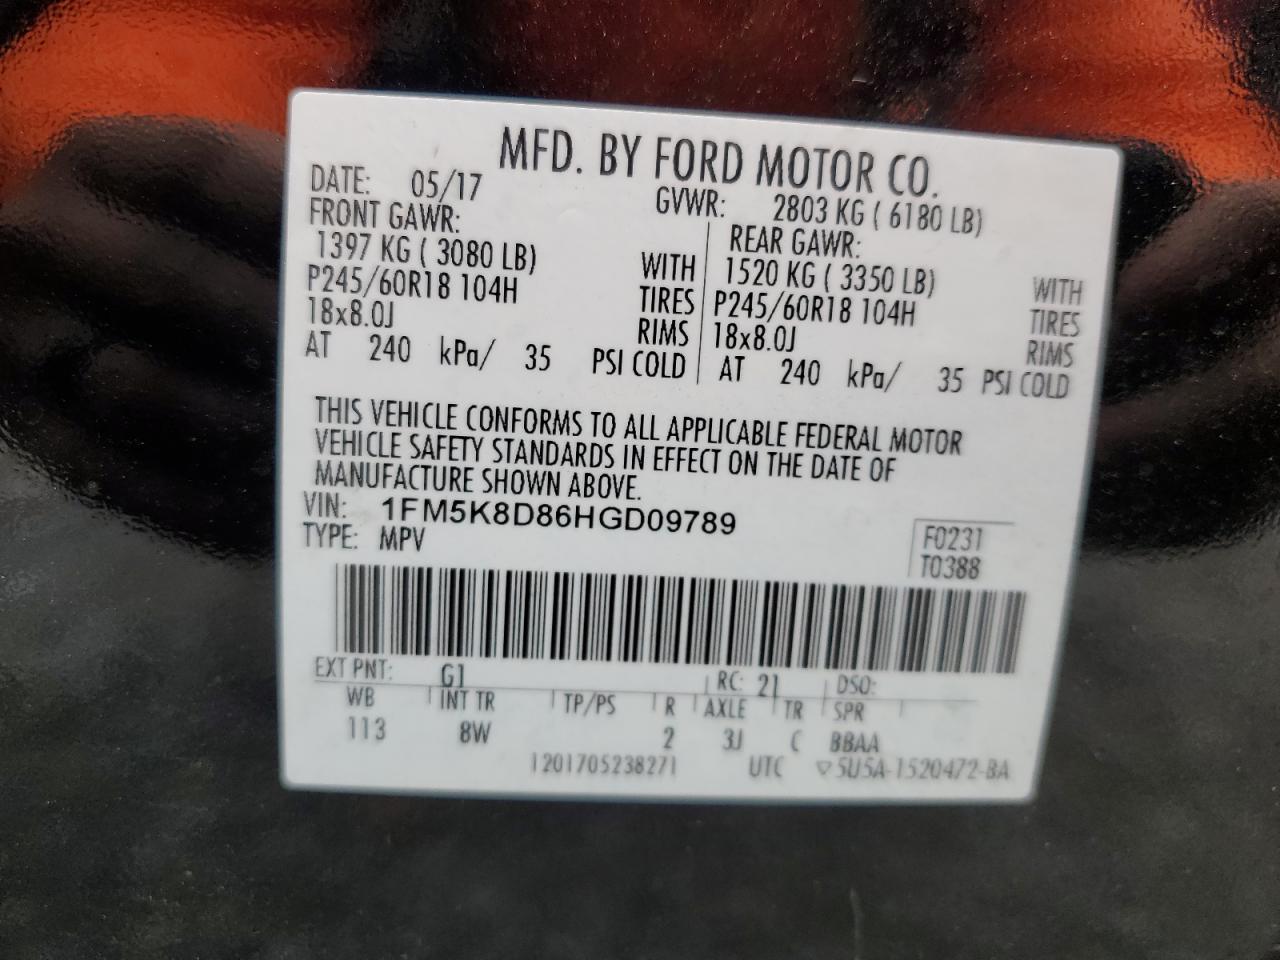 MFD. BY FORD MOTOR CO.
DATE: 05/17 GVWR: 2803 KG ( 6180 LB)
FRONT GAWR: REAR GAWR:
1397 KG ( 3080 LB) WITH 1520 KG ( 3350 LB) WITH
P245/60R18 104H TIRES P245/60R18 104H TIRES
18x8.0J RIMS 18x8.0J RIMS
AT 240 kPa/ 35 PSI COLD AT 240 kPa/ 35 PSI COLD
THIS VEHICLE CONFORMS TO ALL APPLICABLE FEDERAL MOTOR
VEHICLE SAFETY STANDARDS IN EFFECT ON THE DATE OF
MANUFACTURE SHOWN ABOVE.
VIN: 1FM5K8D86HGD09789
TYPE: MPV
F0231
T0388
EXT PNT: G1 RC: 21 DSO:
WB INT TR TP/PS R AXLE TR SPR
113 8W 2 3J C BBAA
1201705238271 UTC ▽5U5A-1520472-BA